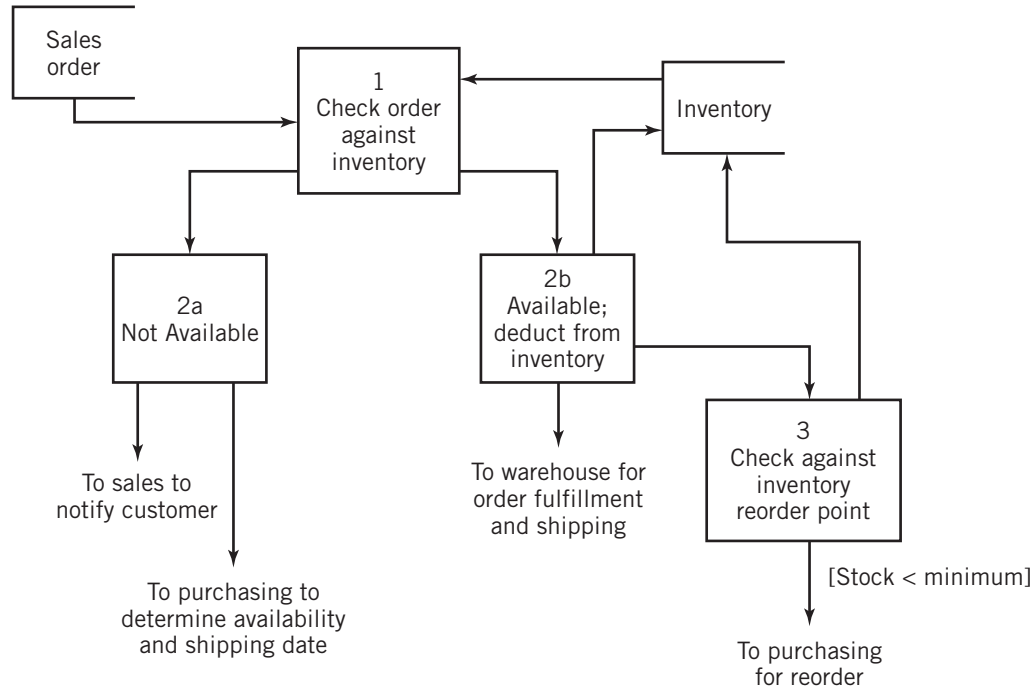 Sales
order
1
Check order
against
inventory
Inventory
2a
Not Available
2b
Available;
deduct from
inventory
3
Check against
inventory
reorder point
To sales to
notify customer
To warehouse for
order fulfillment
and shipping
[Stock < minimum]
To purchasing to
determine availability
and shipping date
To purchasing
for reorder